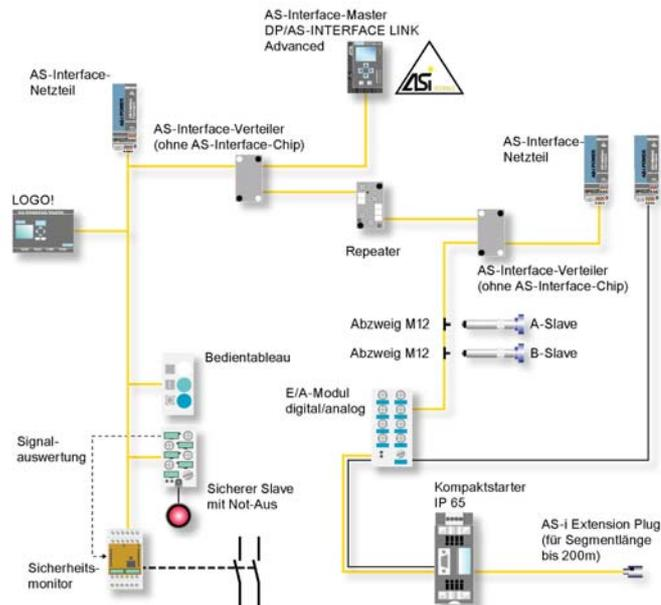 AS-Interface-Master
DP/AS-INTERFACE LINK
Advanced
ASi
AS-Interface-
Netzteil
AS-Interface-Verteiler
(ohne AS-Interface-Chip)
AS-Interface-
Netzteil
LOGO!
Repeater
AS-Interface-Verteiler
(ohne AS-Interface-Chip)
Abzweig M12
A-Slave
Abzweig M12
B-Slave
Bedientableau
E/A-Modul
digital/analog
Signal-
auswertung
Sicherer Slave
mit Not-Aus
Kompaktstarter
IP 65
AS-i Extension Plug
(für Segmentlänge
bis 200m)
Sicherheits-
monitor